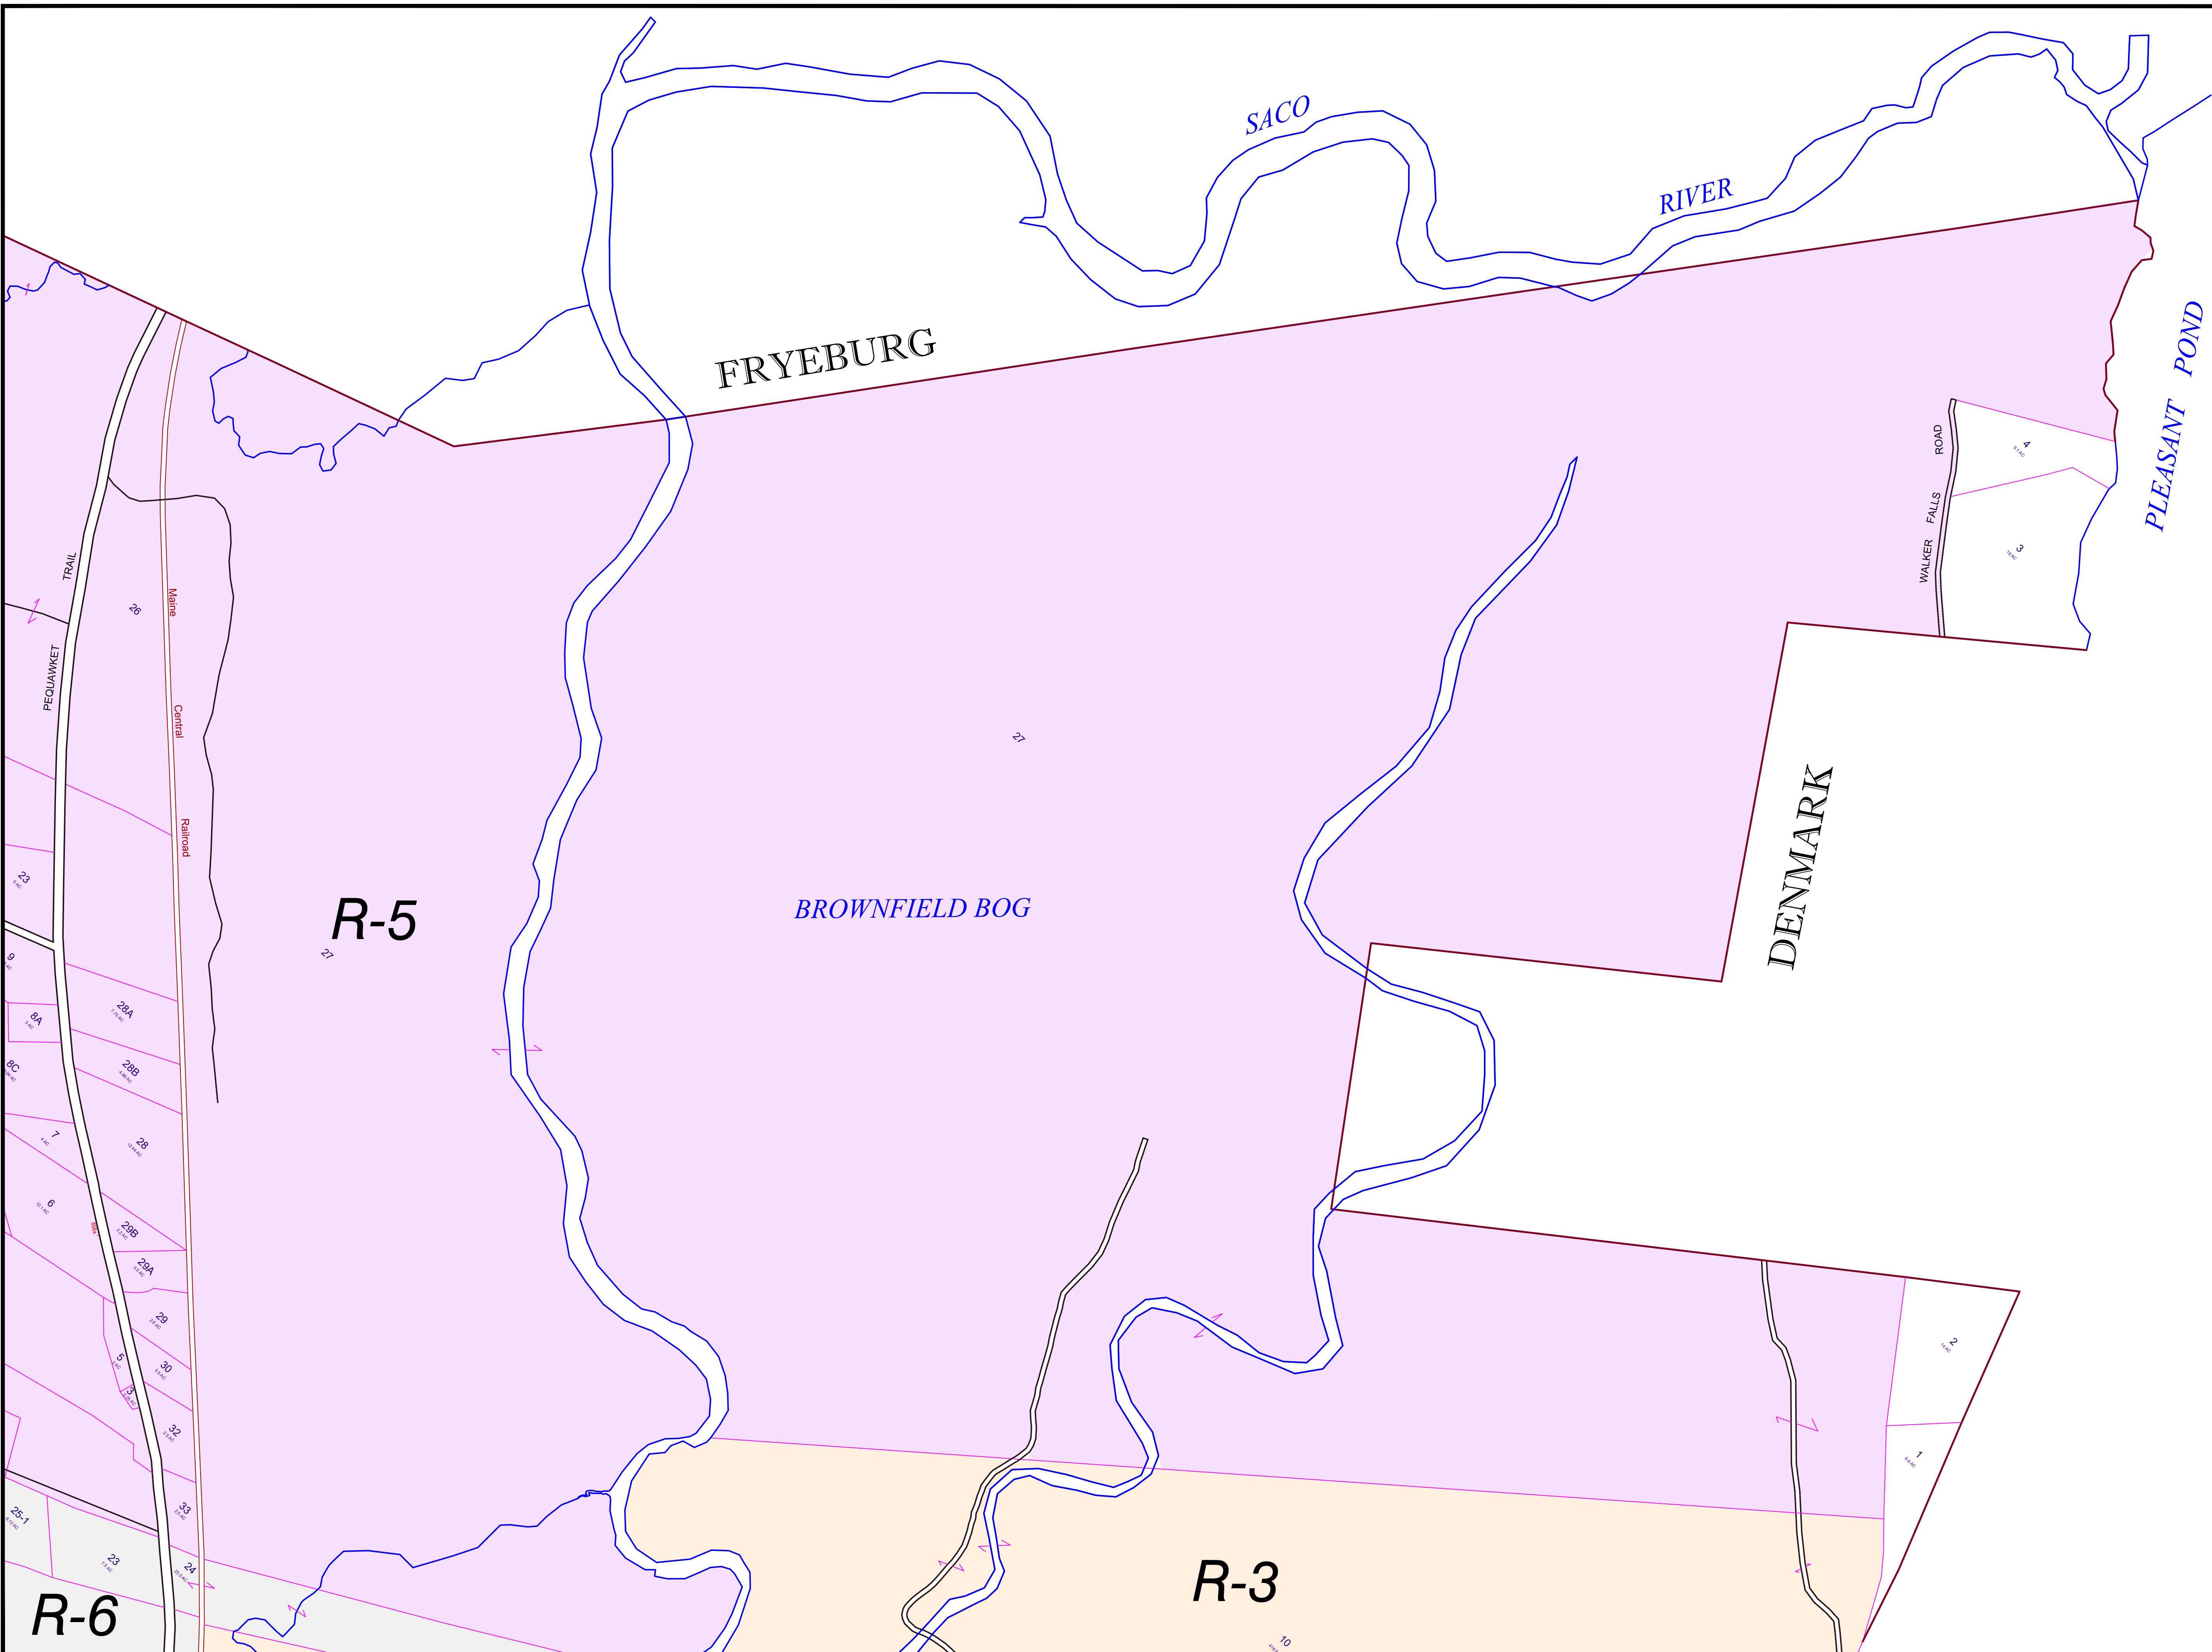 SACO
RIVER
FRYEBURG
PLEASANT POND
WALKER FALLS ROAD
4
3
PEQUAWKET TRAIL
26
Maine Central Railroad
27
DENMARK
23
R-5
BROWNFIELD BOG
27
9
28A
8A
28B
8C
7
28
6
29B
29A
29
5
30
3
32
2
1
33
25-1
23
24
R-3
R-6
10